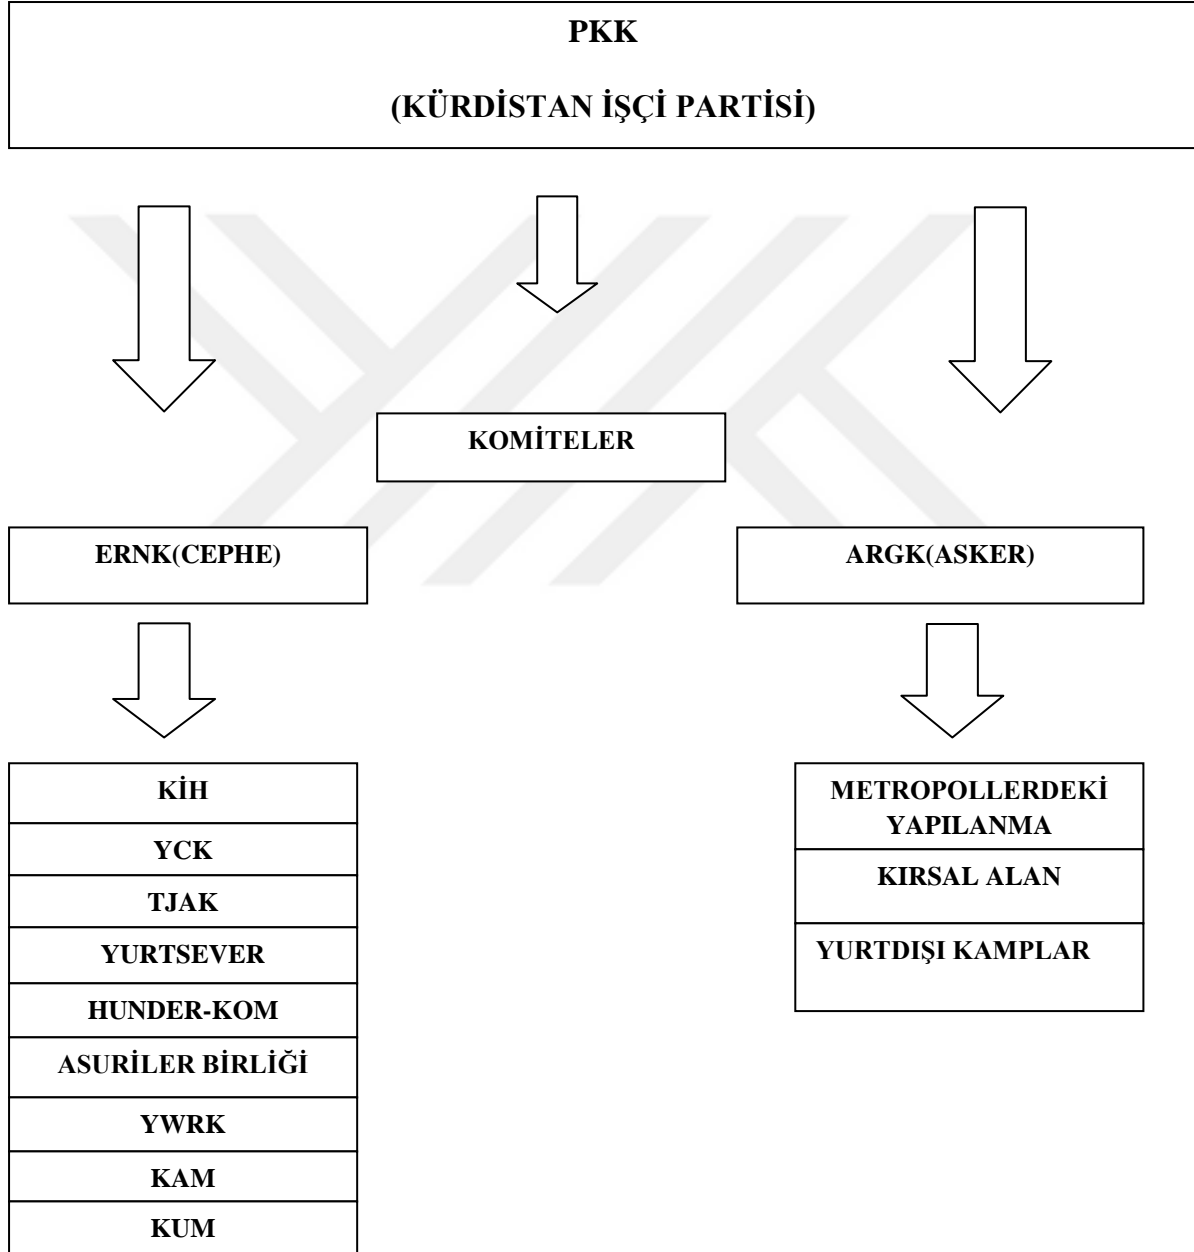 PKK
(KÜRDİSTAN İŞÇİ PARTİSİ)
KOMİTELER
ERNK(CEPHE)
ARGK(ASKER)
KİH
YCK
TJAK
YURTSEVER
HUNDER-KOM
ASURİLER BİRLİĞİ
YWRK
KAM
KUM
METROPOLLERDEKİ
YAPILANMA
KIRSAL ALAN
YURTDIŞI KAMPLAR